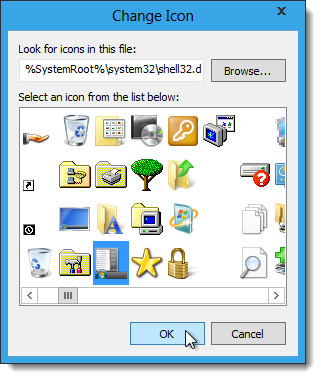 Change Icon
Look for icons in this file:
%SystemRoot%\system32\shell32.d
Browse...
Select an icon from the list below:
OK
Cancel